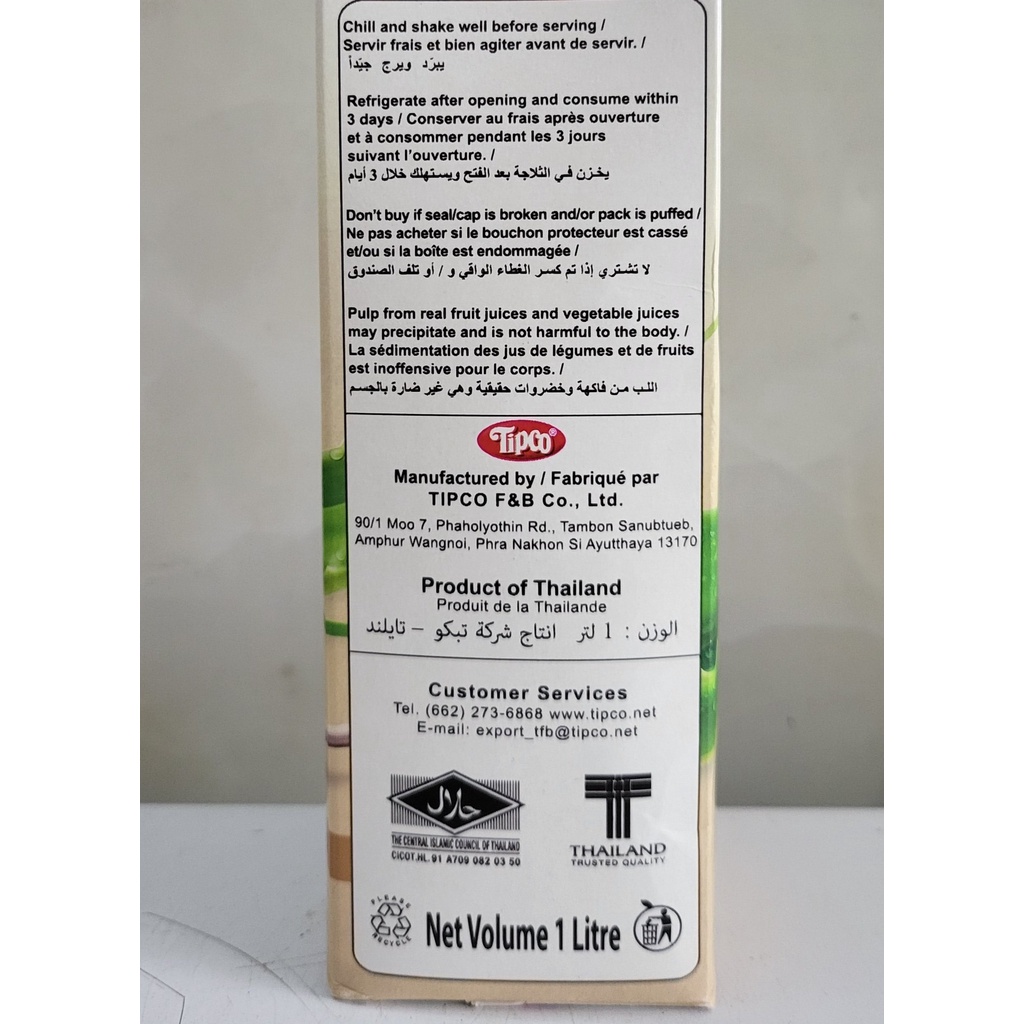 Chill and shake well before serving /
Servir frais et bien agiter avant de servir. /
يبرّد ويرج جيّداً
Refrigerate after opening and consume within
3 days / Conserver au frais après ouverture
et à consommer pendant les 3 jours
suivant l'ouverture. /
يخزن في الثلاجة بعد الفتح ويستهلك خلال 3 أيام
Don't buy if seal/cap is broken and/or pack is puffed /
Ne pas acheter si le bouchon protecteur est cassé
et/ou si la boîte est endommagée /
لا تشتري إذا تم كسر الغطاء الواقي و / أو تلف الصندوق
Pulp from real fruit juices and vegetable juices
may precipitate and is not harmful to the body. /
La sédimentation des jus de légumes et de fruits
est inoffensive pour le corps. /
اللب من فاكهة وخضروات حقيقية وهي غير ضارة بالجسم
Tipco®
Manufactured by / Fabriqué par
TIPCO F&B Co., Ltd.
90/1 Moo 7, Phaholyothin Rd., Tambon Sanubtueb,
Amphur Wangnoi, Phra Nakhon Si Ayutthaya 13170
Product of Thailand
Produit de la Thailande
الوزن : 1 لتر انتاج شركة تبكو – تايلند
Customer Services
Tel. (662) 273-6868 www.tipco.net
E-mail: export_tfb@tipco.net
حلال
THE CENTRAL ISLAMIC COUNCIL OF THAILAND
CICOT.HL. 91 A709 082 03 50
THAILAND
TRUSTED QUALITY
PLEASE
RECYCLE
Net Volume 1 Litre